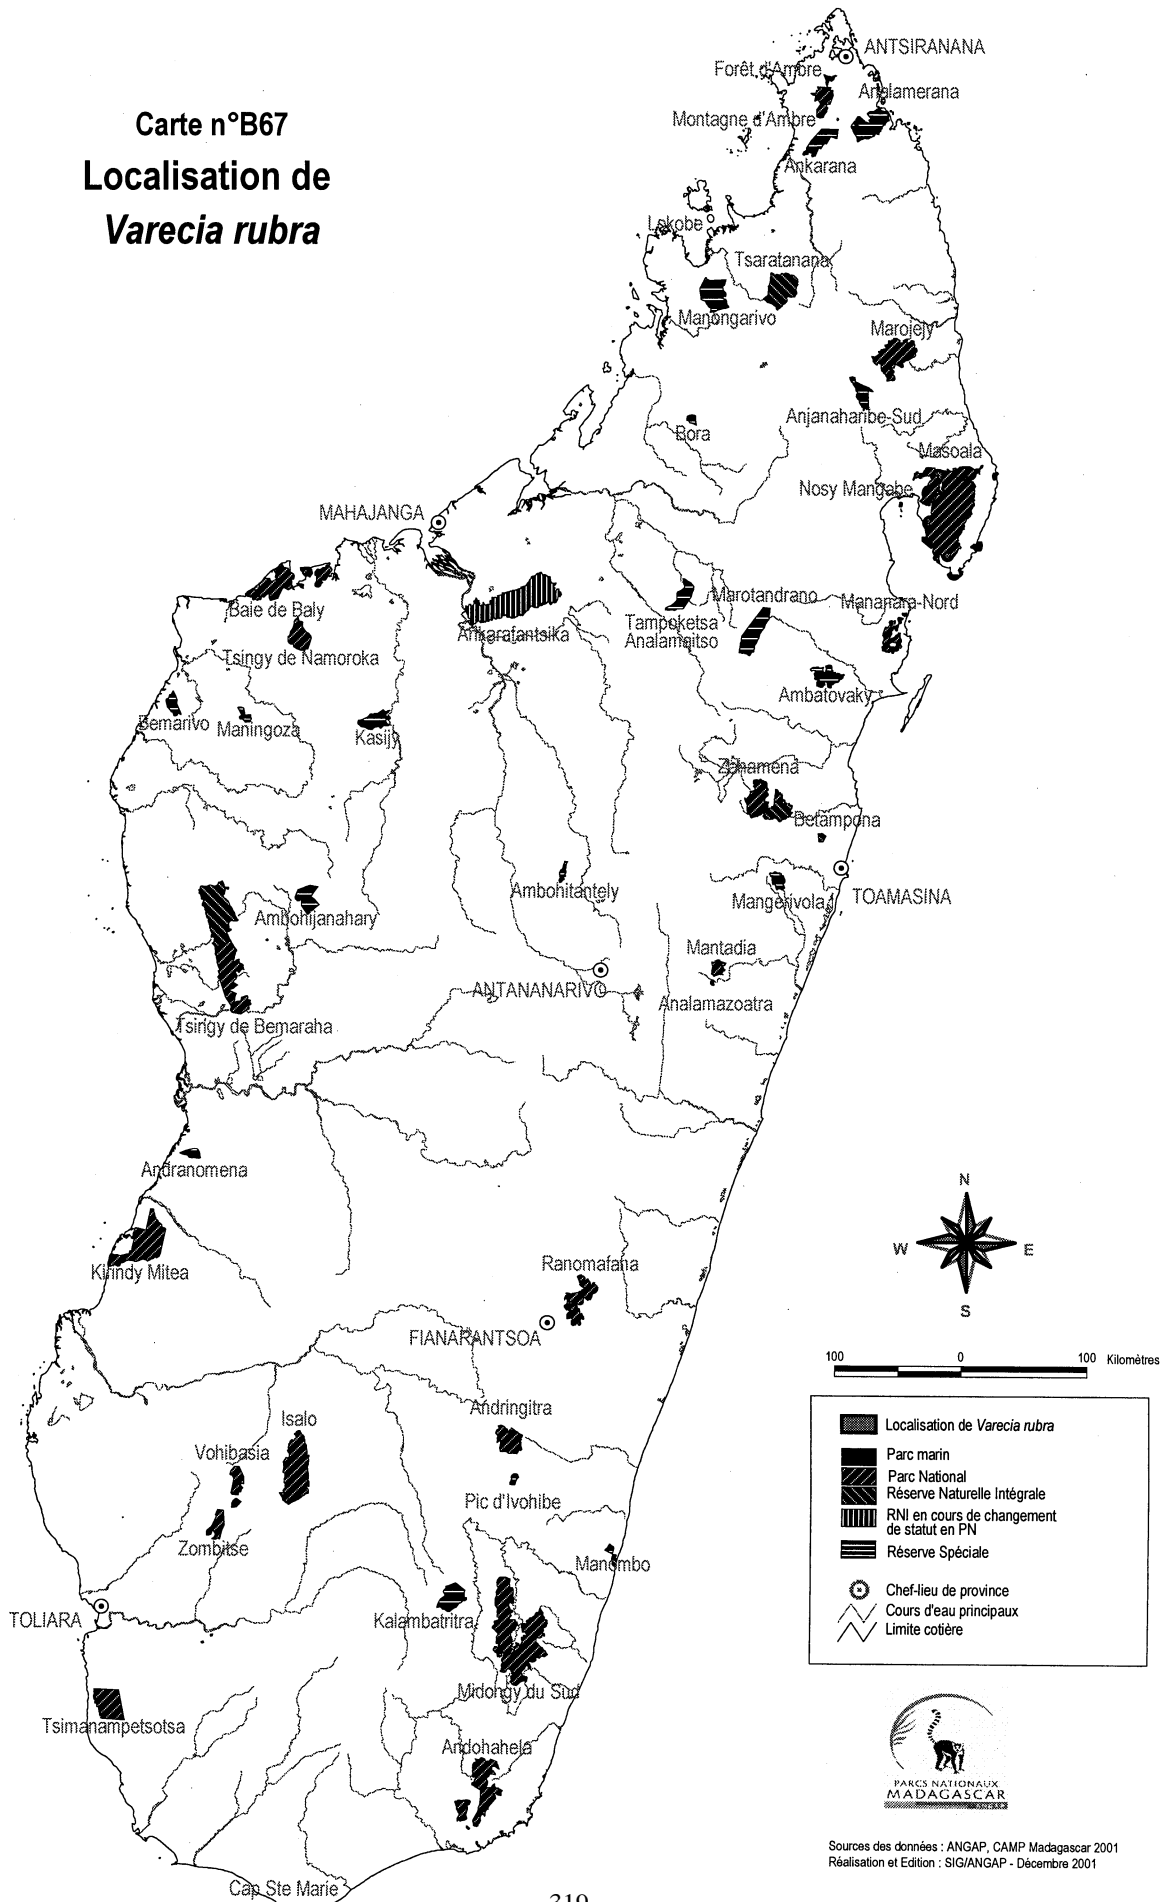 Carte n°B67
Localisation de
Varecia rubra
ANTSIRANANA
Forêt d'Ambre
Analamerana
Montagne d'Ambre
Ankarana
Lokobe
Tsaratanana
Manongarivo
Marojejy
Anjanaharibe-Sud
Bora
Masoala
Nosy Mangabe
MAHAJANGA
Baie de Baly
Ankarafantsika
Marotandrano
Mananara-Nord
Tampoketsa
Analamaitso
Tsingy de Namoroka
Ambatovaky
Bemarivo
Maningoza
Kasijy
Zahamena
Betampona
Ambohitantely
Mangerivola
TOAMASINA
Ambohijanahary
Mantadia
ANTANANARIVO
Analamazoatra
Tsingy de Bemaraha
Andranomena
N
W
E
S
Kirindy Mitea
Ranomafana
FIANARANTSOA
100
0
100
Kilomètres
Andringitra
Isalo
Vohibasia
Pic d'Ivohibe
Zombitse
Manombo
TOLIARA
Kalambatritra
Midongy du Sud
Tsimanampetsotsa
Andohahela
Cap Ste Marie
Localisation de Varecia rubra
Parc marin
Parc National
Réserve Naturelle Intégrale
RNI en cours de changement
de statut en PN
Réserve Spéciale
Chef-lieu de province
Cours d'eau principaux
Limite cotière
PARCS NATIONAUX
MADAGASCAR
Sources des données : ANGAP, CAMP Madagascar 2001
Réalisation et Edition : SIG/ANGAP - Décembre 2001
319